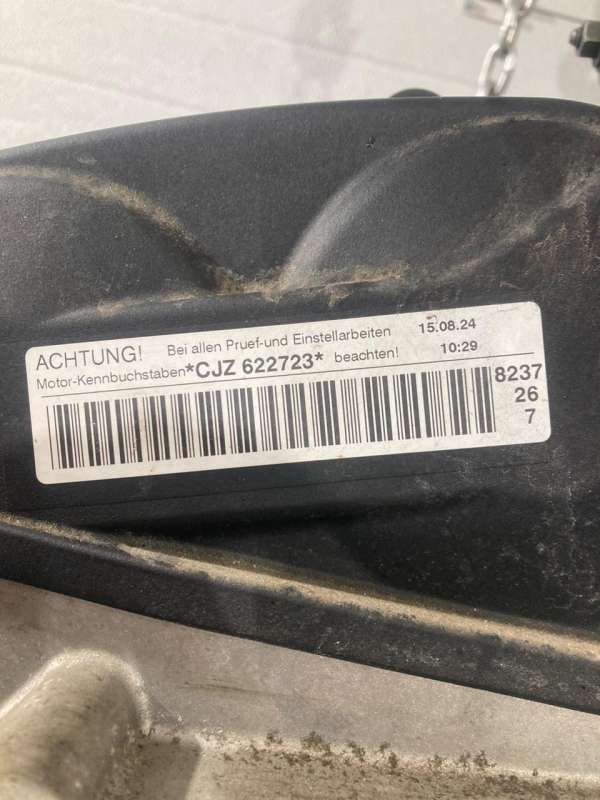 ACHTUNG! Bei allen Pruef-und Einstellarbeiten 15.08.24
Motor-Kennbuchstaben *CJZ 622723* beachten! 10:29
8237
26
7